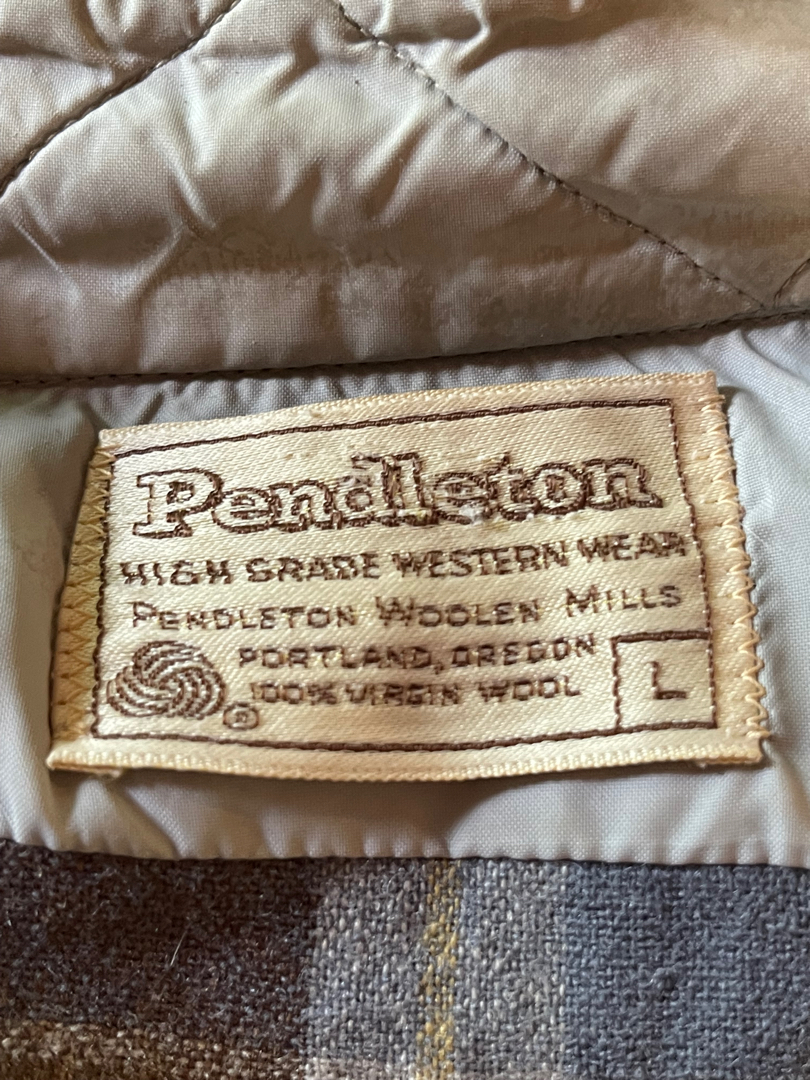 Pendleton
HIGH GRADE WESTERN WEAR
PENDLETON WOOLEN MILLS
PORTLAND, OREGON
100% VIRGIN WOOL
®
L